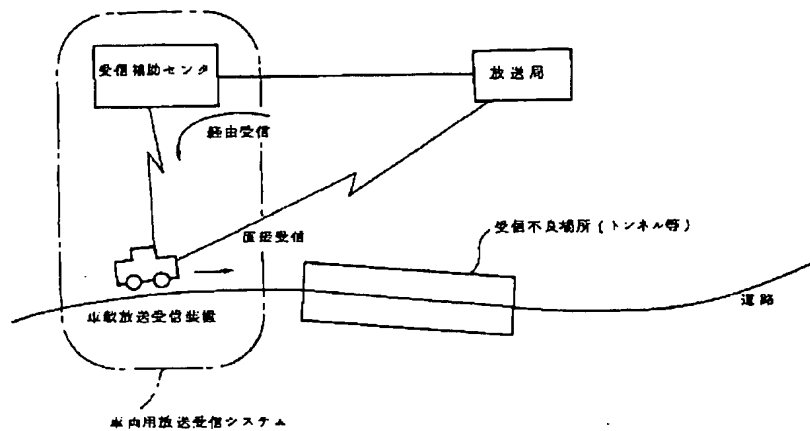 受信補助センタ
放送局
経由受信
直接受信
受信不良場所(トンネル等)
車載放送受信装置
道路
車両用放送受信システム